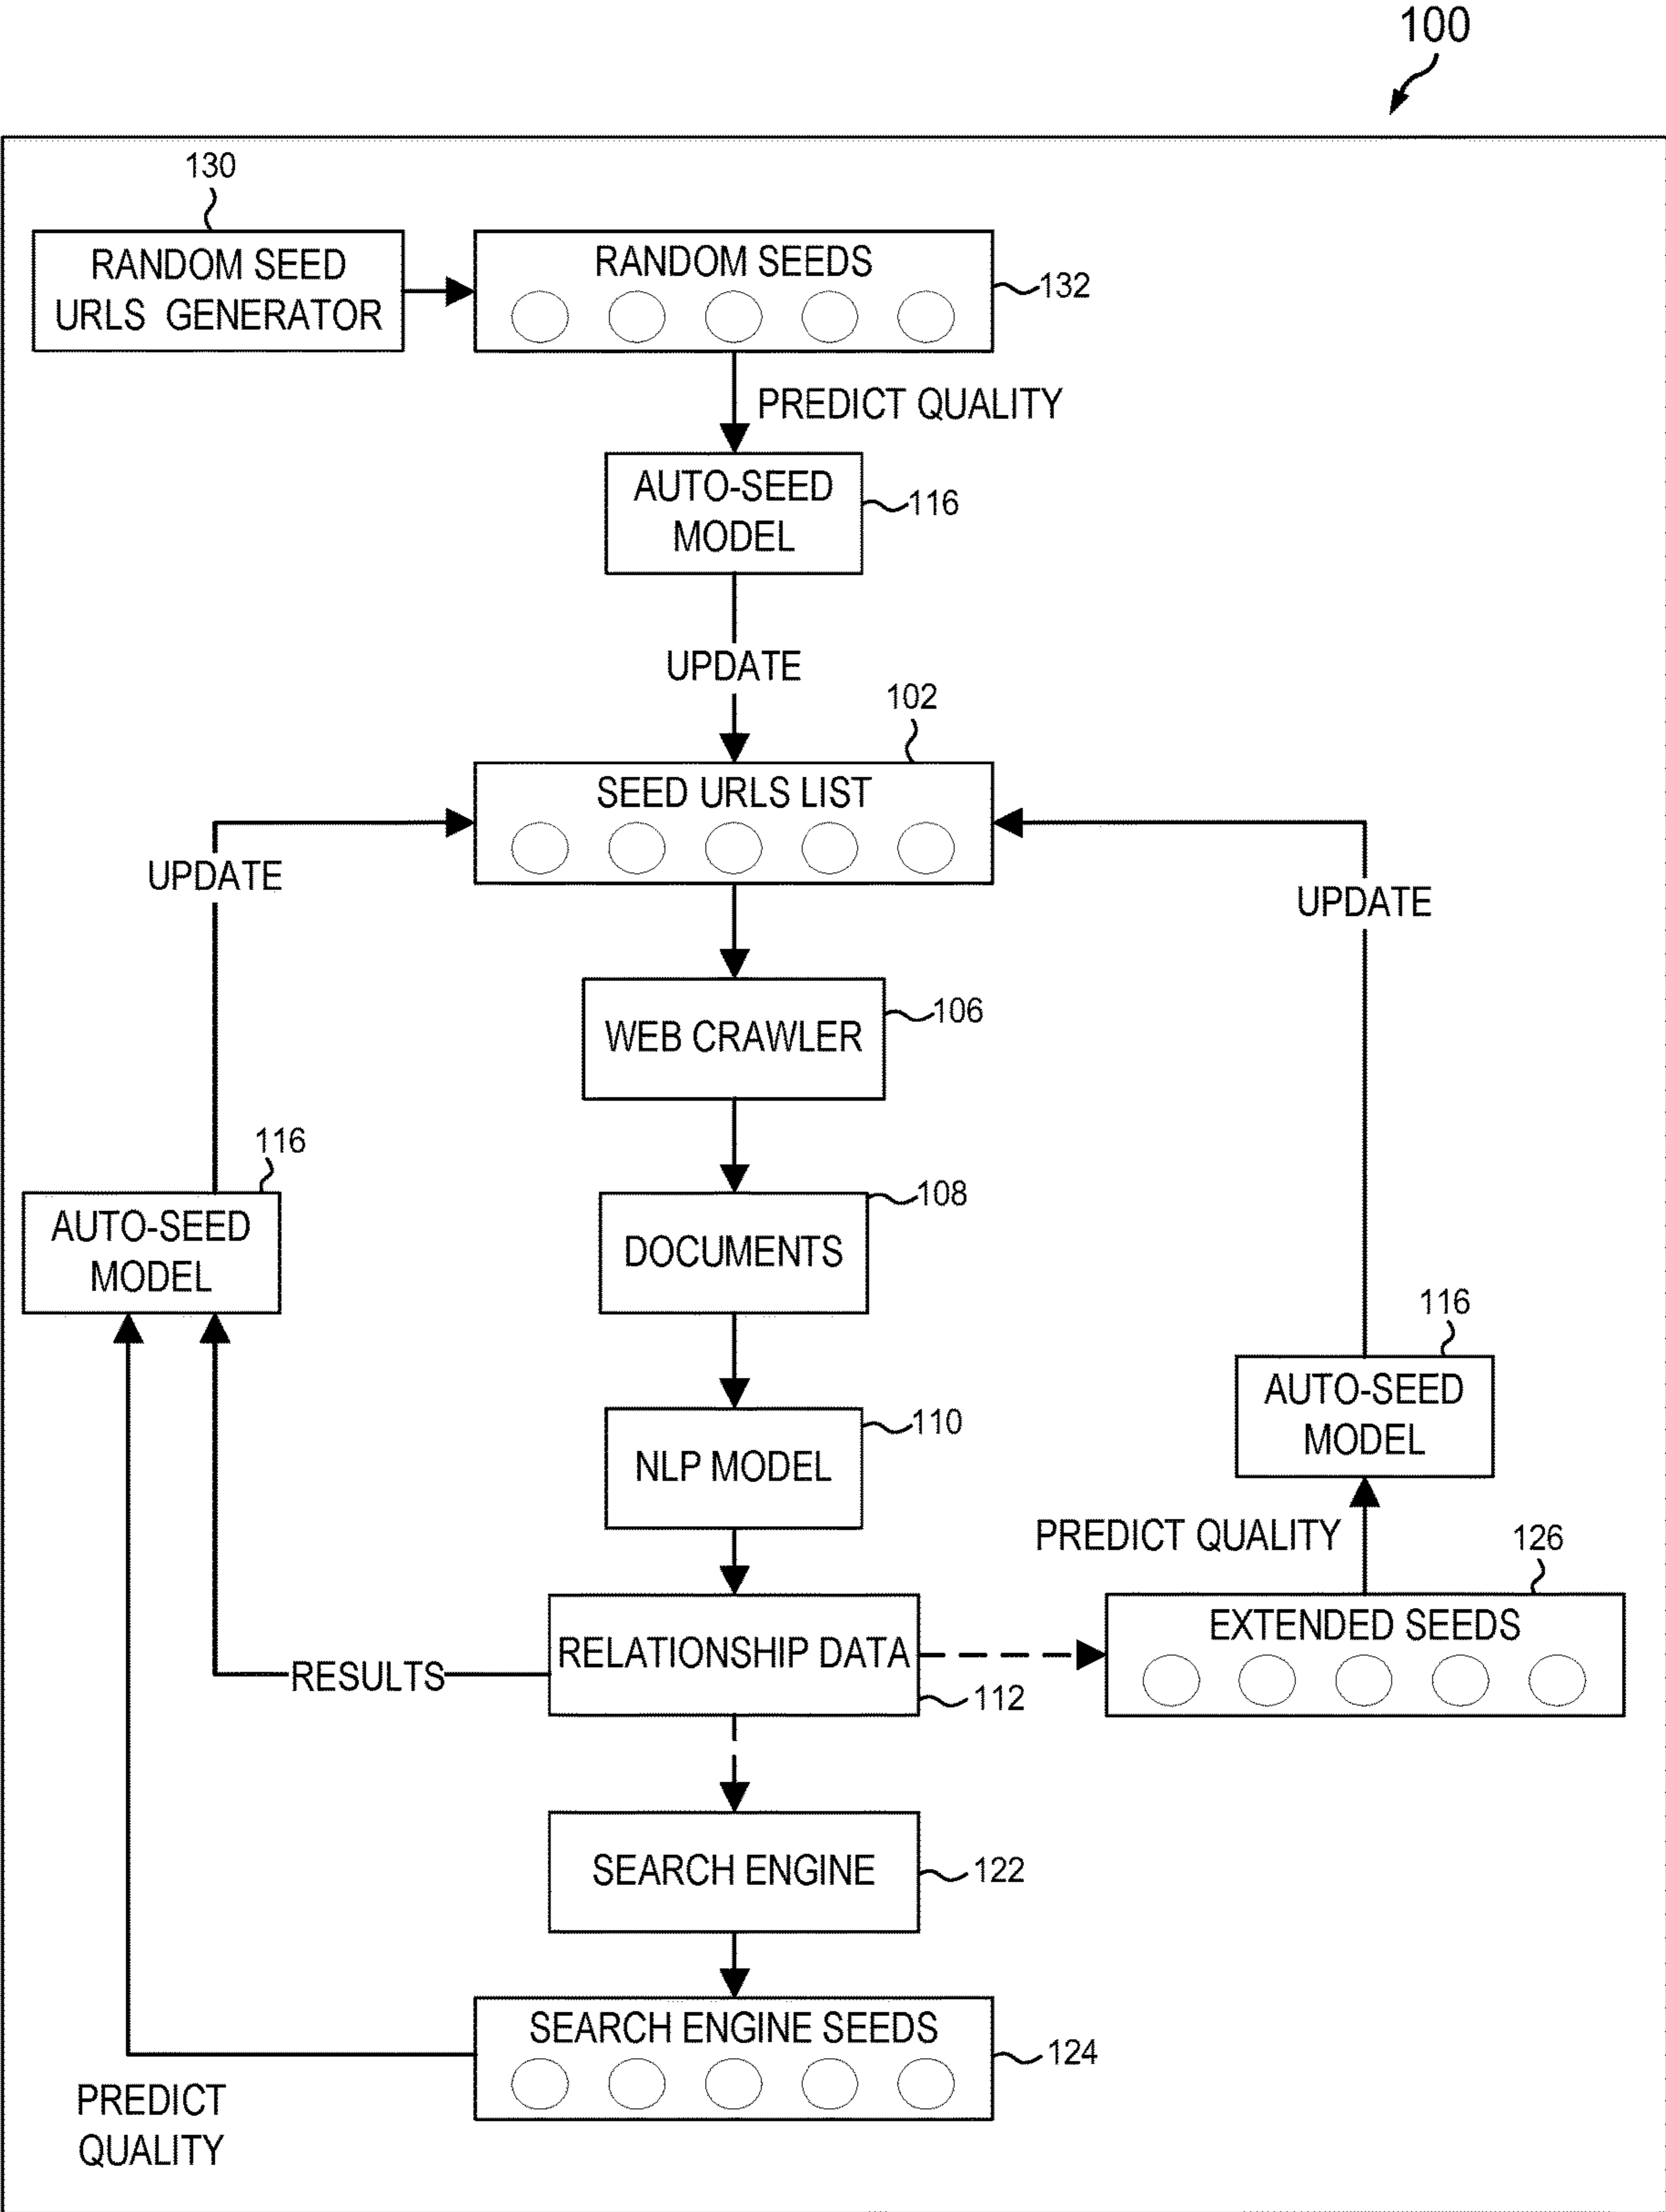 100
130
RANDOM SEED
URLS GENERATOR
RANDOM SEEDS
132
PREDICT QUALITY
AUTO-SEED
MODEL
116
UPDATE
102
SEED URLS LIST
UPDATE
UPDATE
WEB CRAWLER
106
116
AUTO-SEED
MODEL
108
DOCUMENTS
116
AUTO-SEED
MODEL
NLP MODEL
110
PREDICT QUALITY
126
EXTENDED SEEDS
RELATIONSHIP DATA
112
RESULTS
SEARCH ENGINE
122
SEARCH ENGINE SEEDS
124
PREDICT
QUALITY